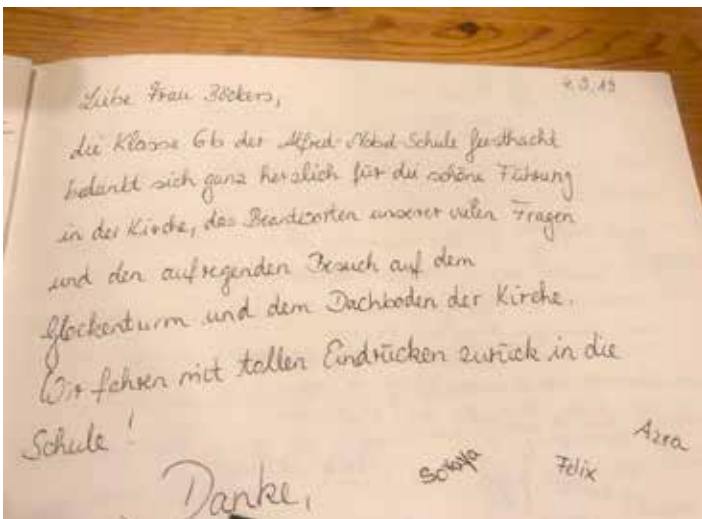 4.9.19
Liebe Frau Böckers,
die Klasse 6b der Alfred-Nobel-Schule Geesthacht
bedankt sich ganz herzlich für die schöne Führung
in der Kirche, das Beantworten unserer vielen Fragen
und den aufregenden Besuch auf dem
Glockenturm und dem Dachboden der Kirche.
Wir fahren mit tollen Eindrücken zurück in die
Schule!
Azra
Soraya Felix
Danke,